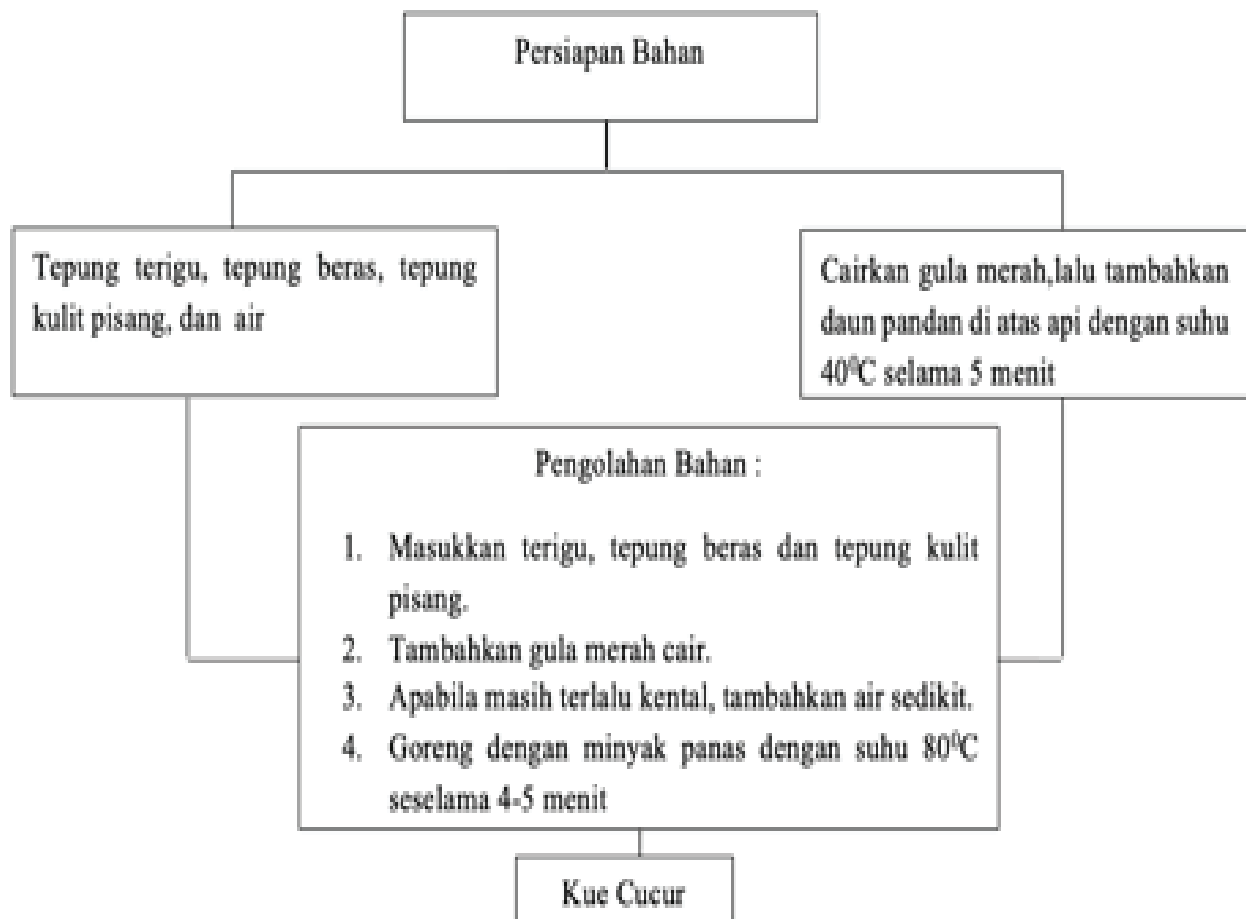 Persiapan Bahan
Tepung terigu, tepung beras, tepung
kulit pisang, dan air
Cairkan gula merah,lalu tambahkan
daun pandan di atas api dengan suhu
40⁰C selama 5 menit
Pengolahan Bahan :
1. Masukkan terigu, tepung beras dan tepung kulit
pisang.
2. Tambahkan gula merah cair.
3. Apabila masih terlalu kental, tambahkan air sedikit.
4. Goreng dengan minyak panas dengan suhu 80⁰C
seselama 4-5 menit
Kue Cucur